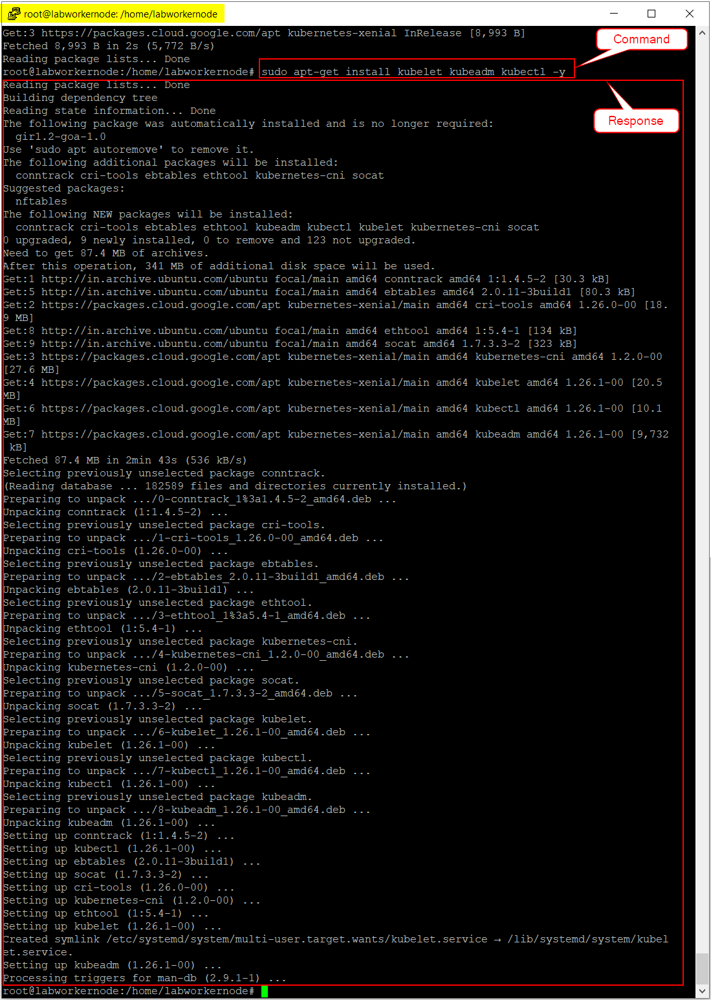 root@labworkernode: /home/labworkernode
Get:3 https://packages.cloud.google.com/apt kubernetes-xenial InRelease [8,993 B]
Fetched 8,993 B in 2s (5,772 B/s)
Command
Reading package lists... Done
root@labworkernode:/home/labworkernode# sudo apt-get install kubelet kubeadm kubectl -y
Reading package lists... Done
Building dependency tree
Reading state information... Done
Response
The following package was automatically installed and is no longer required:
  gir1.2-goa-1.0
Use 'sudo apt autoremove' to remove it.
The following additional packages will be installed:
  conntrack cri-tools ebtables ethtool kubernetes-cni socat
Suggested packages:
  nftables
The following NEW packages will be installed:
  conntrack cri-tools ebtables ethtool kubeadm kubectl kubelet kubernetes-cni socat
0 upgraded, 9 newly installed, 0 to remove and 123 not upgraded.
Need to get 87.4 MB of archives.
After this operation, 341 MB of additional disk space will be used.
Get:1 http://in.archive.ubuntu.com/ubuntu focal/main amd64 conntrack amd64 1:1.4.5-2 [30.3 kB]
Get:5 http://in.archive.ubuntu.com/ubuntu focal/main amd64 ebtables amd64 2.0.11-3build1 [80.3 kB]
Get:2 https://packages.cloud.google.com/apt kubernetes-xenial/main amd64 cri-tools amd64 1.26.0-00 [18.
9 MB]
Get:8 http://in.archive.ubuntu.com/ubuntu focal/main amd64 ethtool amd64 1:5.4-1 [134 kB]
Get:9 http://in.archive.ubuntu.com/ubuntu focal/main amd64 socat amd64 1.7.3.3-2 [323 kB]
Get:3 https://packages.cloud.google.com/apt kubernetes-xenial/main amd64 kubernetes-cni amd64 1.2.0-00
[27.6 MB]
Get:4 https://packages.cloud.google.com/apt kubernetes-xenial/main amd64 kubelet amd64 1.26.1-00 [20.5
MB]
Get:6 https://packages.cloud.google.com/apt kubernetes-xenial/main amd64 kubectl amd64 1.26.1-00 [10.1
MB]
Get:7 https://packages.cloud.google.com/apt kubernetes-xenial/main amd64 kubeadm amd64 1.26.1-00 [9,732
 kB]
Fetched 87.4 MB in 2min 43s (536 kB/s)
Selecting previously unselected package conntrack.
(Reading database ... 182589 files and directories currently installed.)
Preparing to unpack .../0-conntrack_1%3a1.4.5-2_amd64.deb ...
Unpacking conntrack (1:1.4.5-2) ...
Selecting previously unselected package cri-tools.
Preparing to unpack .../1-cri-tools_1.26.0-00_amd64.deb ...
Unpacking cri-tools (1.26.0-00) ...
Selecting previously unselected package ebtables.
Preparing to unpack .../2-ebtables_2.0.11-3build1_amd64.deb ...
Unpacking ebtables (2.0.11-3build1) ...
Selecting previously unselected package ethtool.
Preparing to unpack .../3-ethtool_1%3a5.4-1_amd64.deb ...
Unpacking ethtool (1:5.4-1) ...
Selecting previously unselected package kubernetes-cni.
Preparing to unpack .../4-kubernetes-cni_1.2.0-00_amd64.deb ...
Unpacking kubernetes-cni (1.2.0-00) ...
Selecting previously unselected package socat.
Preparing to unpack .../5-socat_1.7.3.3-2_amd64.deb ...
Unpacking socat (1.7.3.3-2) ...
Selecting previously unselected package kubelet.
Preparing to unpack .../6-kubelet_1.26.1-00_amd64.deb ...
Unpacking kubelet (1.26.1-00) ...
Selecting previously unselected package kubectl.
Preparing to unpack .../7-kubectl_1.26.1-00_amd64.deb ...
Unpacking kubectl (1.26.1-00) ...
Selecting previously unselected package kubeadm.
Preparing to unpack .../8-kubeadm_1.26.1-00_amd64.deb ...
Unpacking kubeadm (1.26.1-00) ...
Setting up conntrack (1:1.4.5-2) ...
Setting up kubectl (1.26.1-00) ...
Setting up ebtables (2.0.11-3build1) ...
Setting up socat (1.7.3.3-2) ...
Setting up cri-tools (1.26.0-00) ...
Setting up kubernetes-cni (1.2.0-00) ...
Setting up ethtool (1:5.4-1) ...
Setting up kubelet (1.26.1-00) ...
Created symlink /etc/systemd/system/multi-user.target.wants/kubelet.service → /lib/systemd/system/kubel
et.service.
Setting up kubeadm (1.26.1-00) ...
Processing triggers for man-db (2.9.1-1) ...
root@labworkernode:/home/labworkernode#